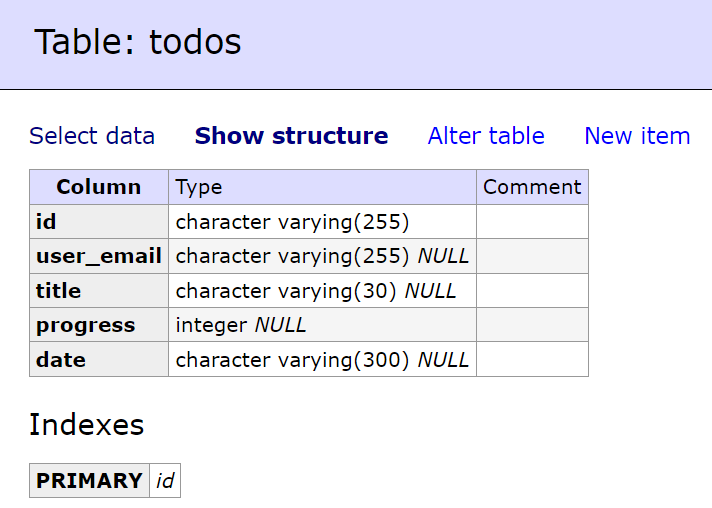 Table: todos
Select data Show structure Alter table New item
Column Type Comment
id character varying(255)
user_email character varying(255) NULL
title character varying(30) NULL
progress integer NULL
date character varying(300) NULL
Indexes
PRIMARY id